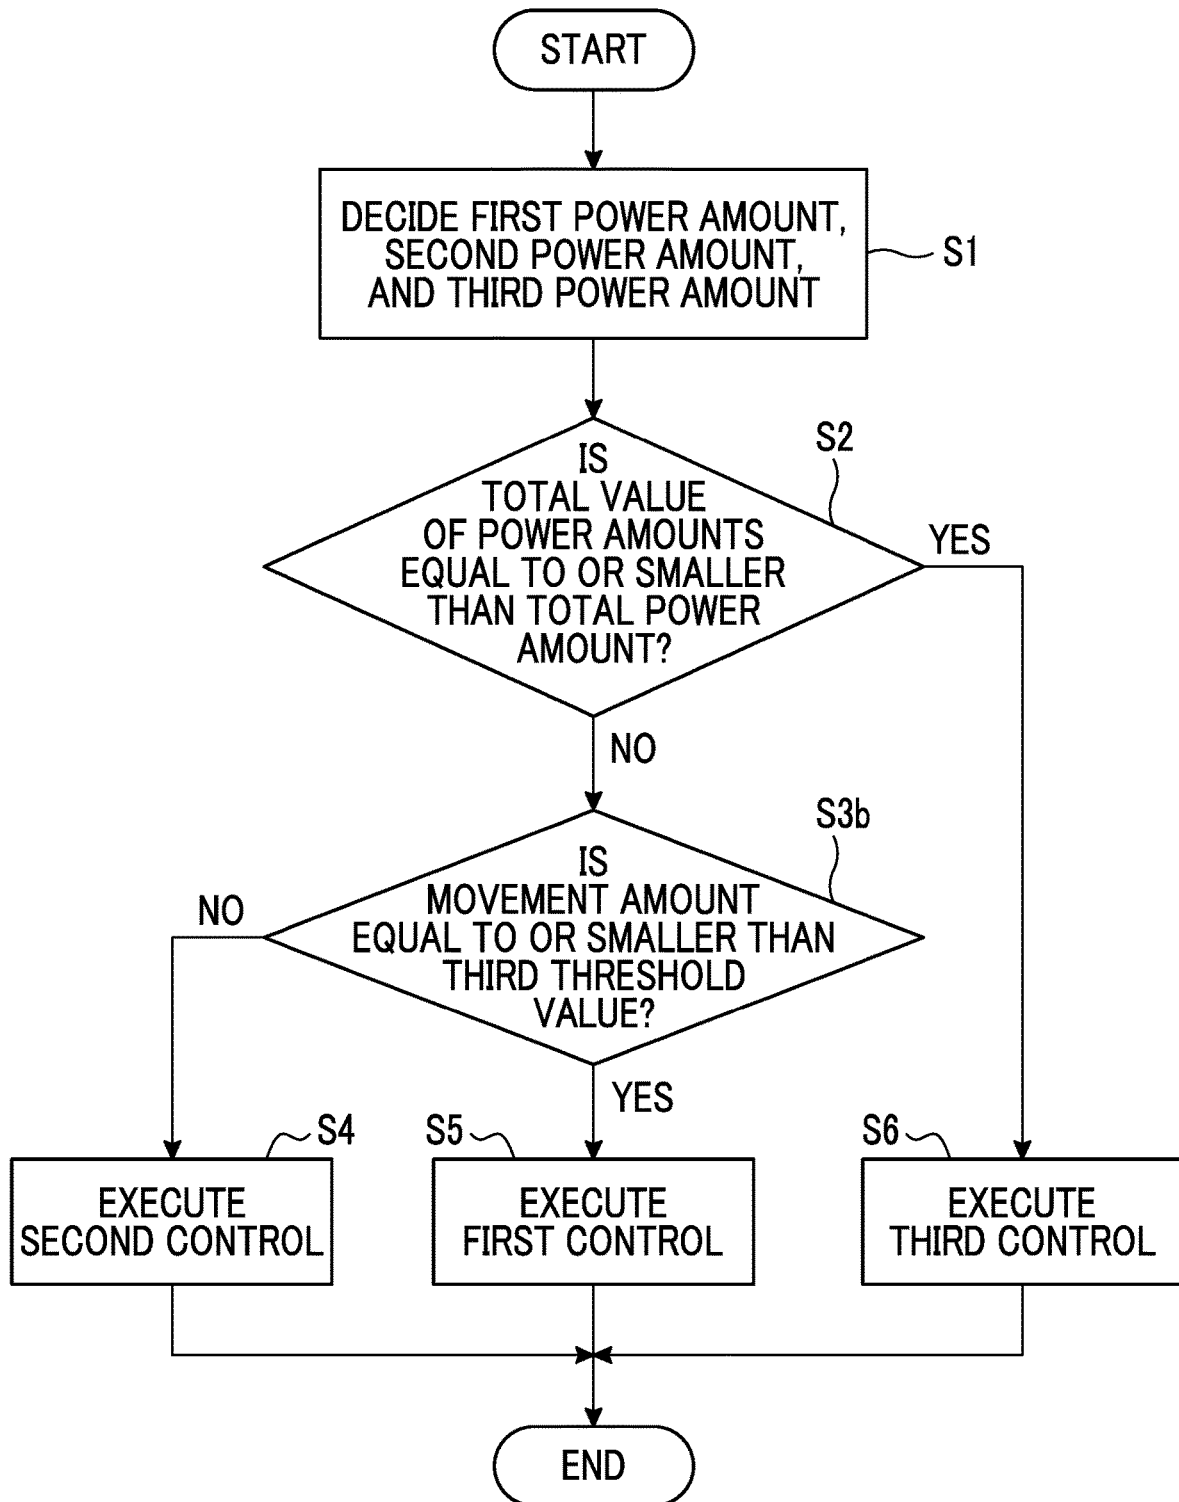 START
DECIDE FIRST POWER AMOUNT,
SECOND POWER AMOUNT,
AND THIRD POWER AMOUNT
S1
S2
IS
TOTAL VALUE
OF POWER AMOUNTS
EQUAL TO OR SMALLER
THAN TOTAL POWER
AMOUNT?
YES
NO
S3b
IS
MOVEMENT AMOUNT
EQUAL TO OR SMALLER THAN
THIRD THRESHOLD
VALUE?
NO
YES
S4
EXECUTE
SECOND CONTROL
S5
EXECUTE
FIRST CONTROL
S6
EXECUTE
THIRD CONTROL
END